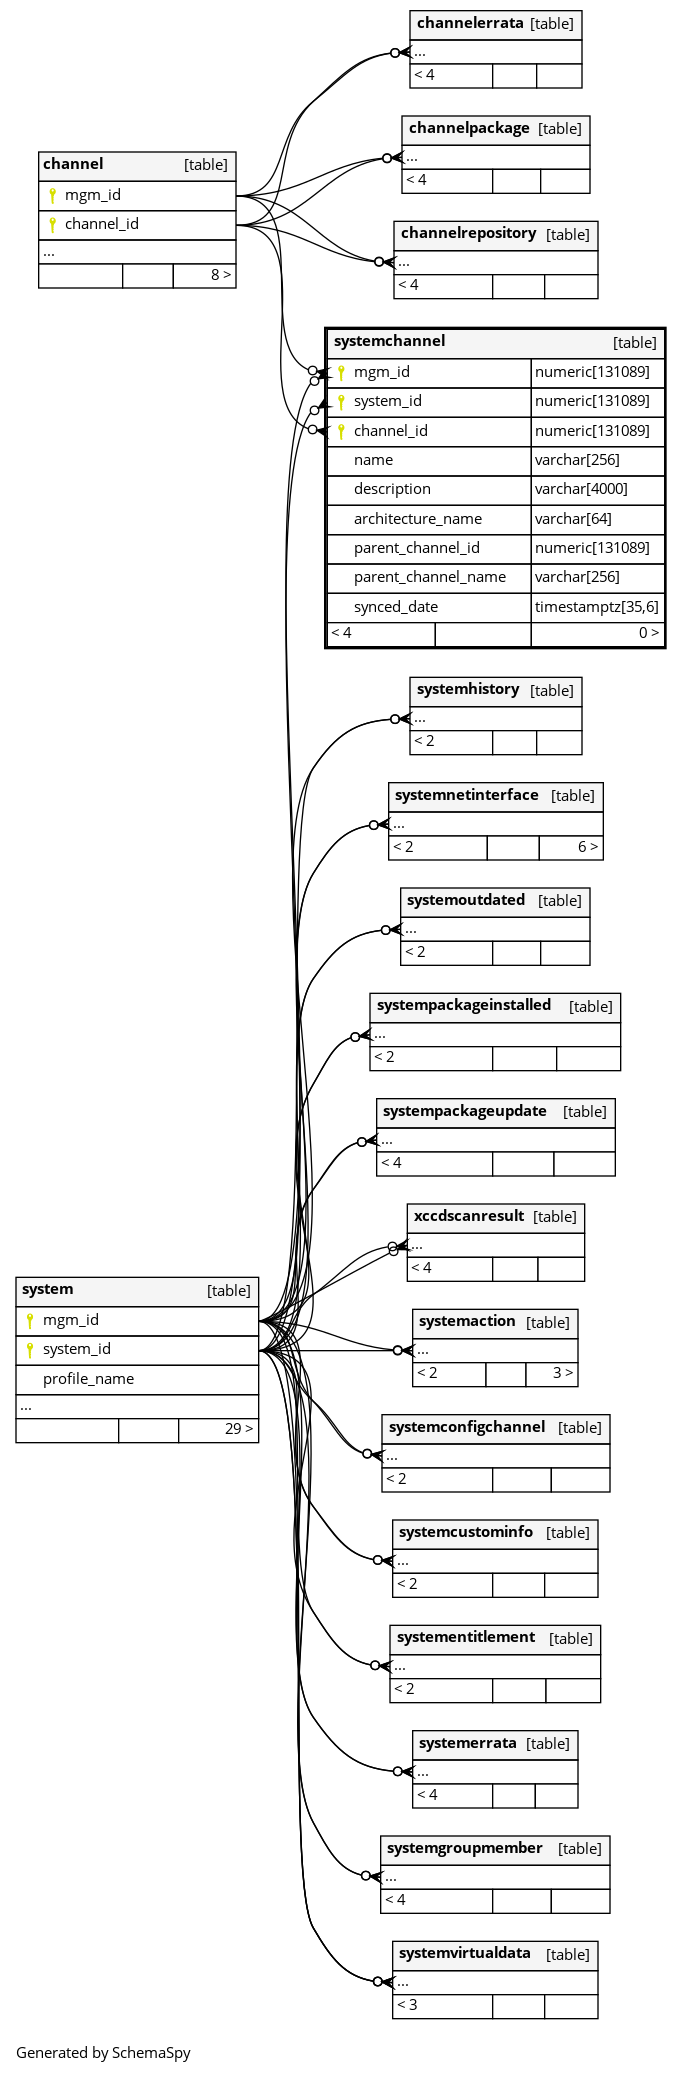 channelerrata [table]
...
< 4
channelpackage [table]
...
< 4
channel [table]
mgm_id
channel_id
...
8 >
channelrepository [table]
...
< 4
systemchannel [table]
mgm_id numeric[131089]
system_id numeric[131089]
channel_id numeric[131089]
name varchar[256]
description varchar[4000]
architecture_name varchar[64]
parent_channel_id numeric[131089]
parent_channel_name varchar[256]
synced_date timestamptz[35,6]
< 4 0 >
systemhistory [table]
...
< 2
systemnetinterface [table]
...
< 2 6 >
systemoutdated [table]
...
< 2
systempackageinstalled [table]
...
< 2
systempackageupdate [table]
...
< 4
xccdscanresult [table]
...
< 4
system [table]
mgm_id
system_id
profile_name
...
29 >
systemaction [table]
...
< 2 3 >
systemconfigchannel [table]
...
< 2
systemcustominfo [table]
...
< 2
systementitlement [table]
...
< 2
systemerrata [table]
...
< 4
systemgroupmember [table]
...
< 4
systemvirtualdata [table]
...
< 3
Generated by SchemaSpy